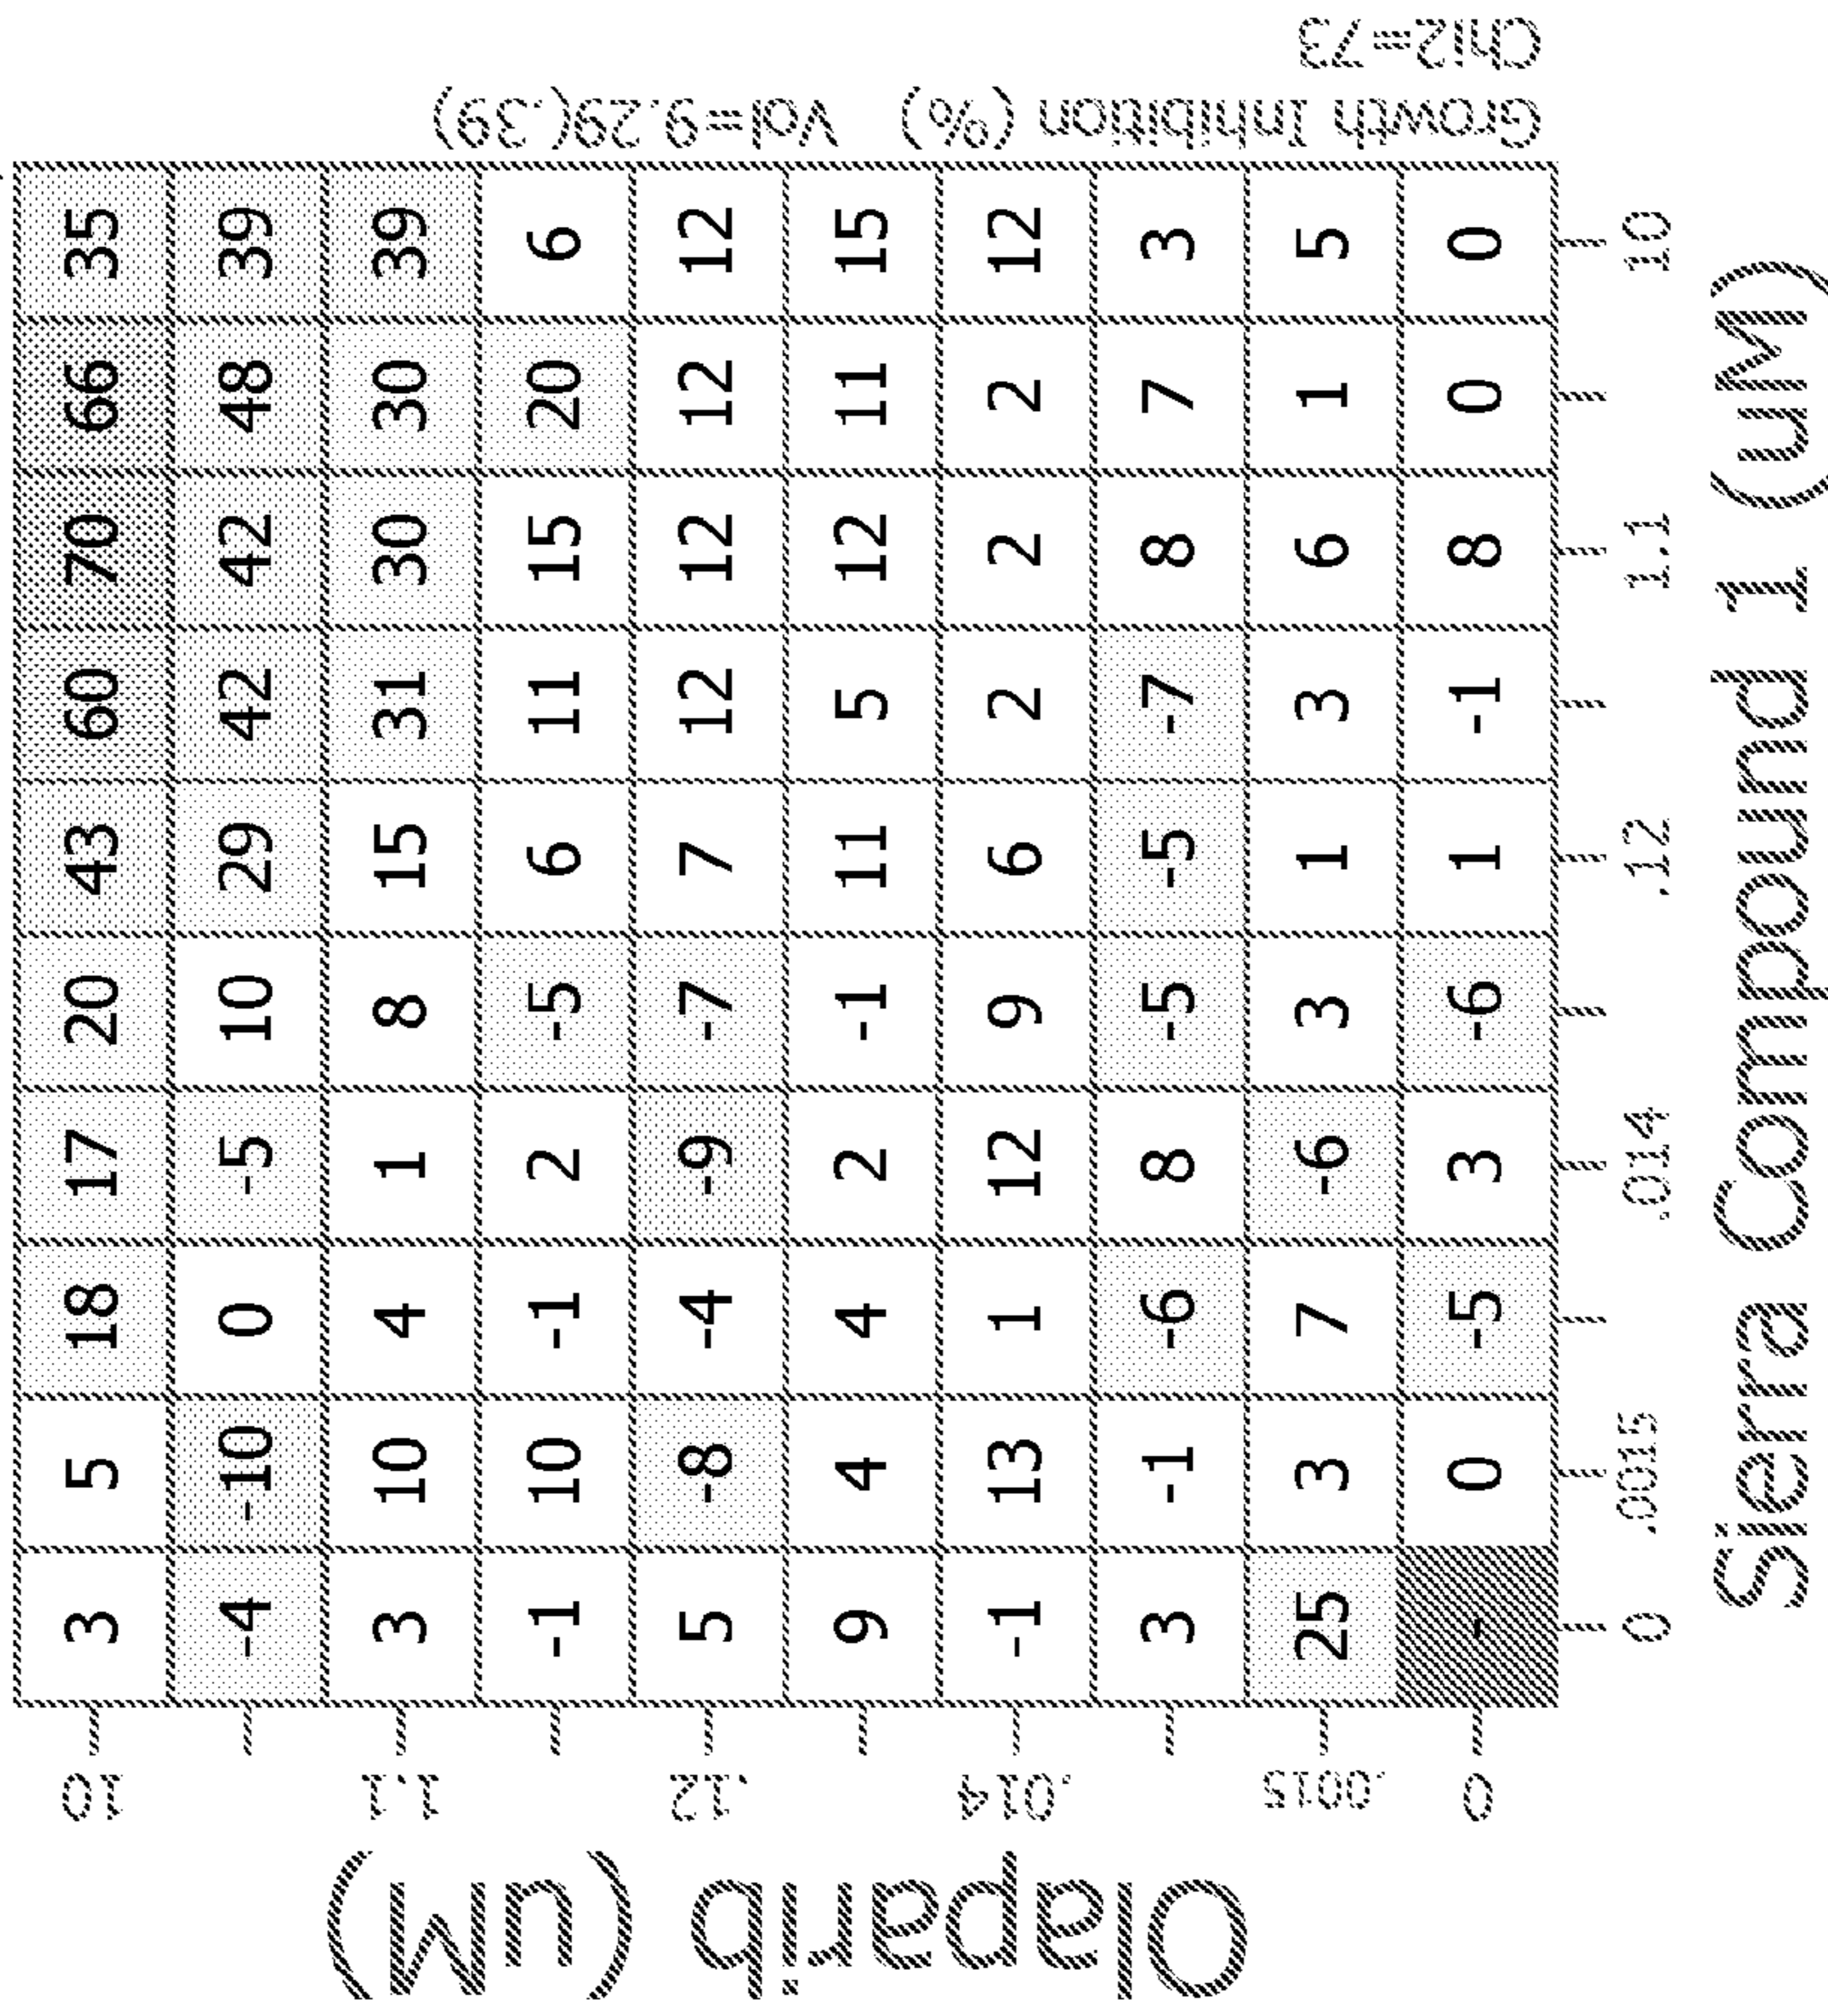 Olaparib (uM)
10 3 5 18 17 20 43 60 70 66 35
-4 -10 0 -5 10 29 42 42 48 39
1.1 3 10 4 1 8 15 31 30 30 39
-1 10 -1 2 -5 6 11 15 20 6
.12 5 -8 -4 -9 -7 7 12 12 12 12
9 4 4 2 -1 11 5 12 11 15
.014 -1 13 1 12 9 6 2 2 2 12
3 -1 -6 8 -5 -5 -7 8 7 3
.0015 25 3 7 -6 3 1 3 6 1 5
0 - 0 -5 3 -6 1 -1 8 0 0
0 .0015 .014 .12 1.1 10
Sierra Compound 1 (uM)
Growth Inhibition (%) Vol=9.29(.39)
Chi2=73